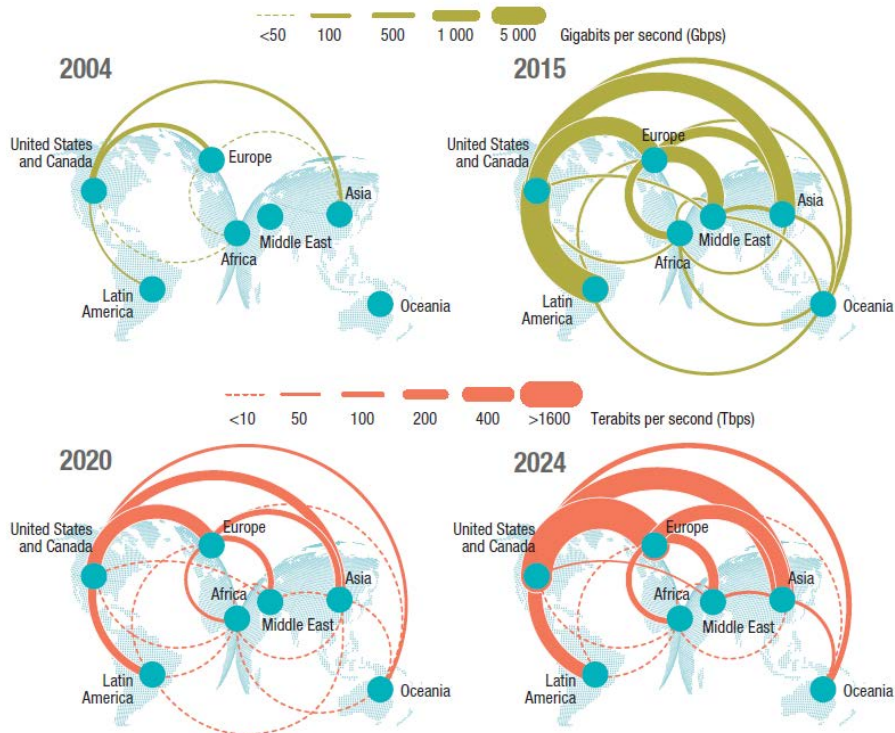 <50 100 500 1 000 5 000 Gigabits per second (Gbps)
2004
United States
and Canada
Europe
Asia
Middle East
Africa
Latin
America
Oceania
2015
United States
and Canada
Europe
Asia
Middle East
Africa
Latin
America
Oceania
<10 50 100 200 400 >1600 Terabits per second (Tbps)
2020
United States
and Canada
Europe
Asia
Africa
Middle East
Latin
America
Oceania
2024
United States
and Canada
Europe
Asia
Africa
Middle East
Latin
America
Oceania